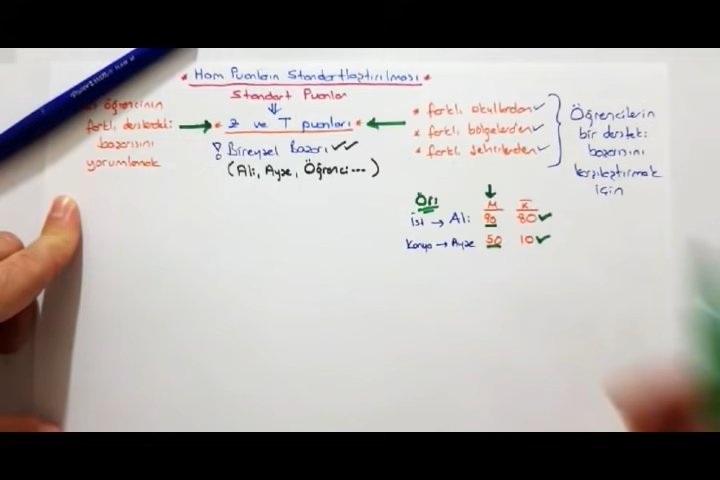 * Ham Puanların Standartlaştırılması *
Standart Puanlar
öğrencinin
farklı derslerdeki
başarısını
yorumlamak
* z ve T puanları *
! Bireysel Başarı ✓✓
(Ali, Ayşe, Öğrenci...)
* farklı okullardan ✓
* farklı bölgelerden ✓
* farklı şehirlerden ✓
Öğrencilerin
bir dersteki
başarısını
karşılaştırmak
için
Ör:
M X̄
İst → Ali: 90 80 ✓
Konya → Ayşe 50 10 ✓